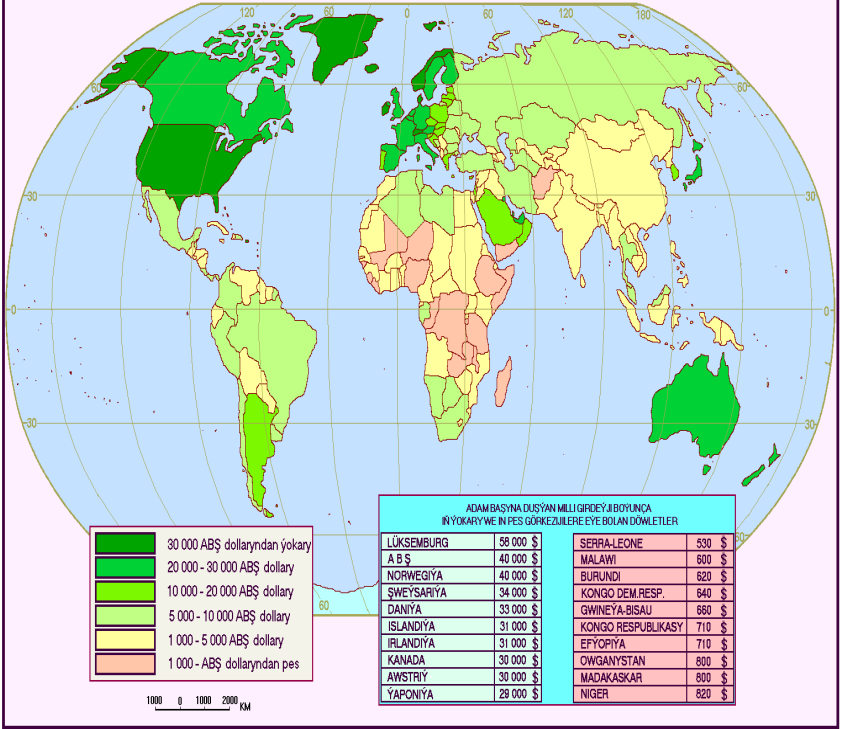 120 60 0 60 120 180
60 60
30 30
0 0
30 30
60 60
ADAM BAŞYNA DUŞÝAN MILLI GIRDEÝJI BOÝUNÇA
IŇ ÝOKARY WE IN PES GÖRKEZIJILERE EÝE BOLAN DÖWLETLER
LÜKSEMBURG 58 000 $
A B Ş 40 000 $
NORWEGIÝA 40 000 $
ŞWEÝSARIÝA 34 000 $
DANIÝA 33 000 $
ISLANDIÝA 31 000 $
IRLANDIÝA 31 000 $
KANADA 30 000 $
AWSTRIÝ 30 000 $
ÝAPONIÝA 29 000 $
SERRA-LEONE 530 $
MALAWI 600 $
BURUNDI 620 $
KONGO DEM.RESP. 640 $
GWINEÝA-BISAU 660 $
KONGO RESPUBLIKASY 710 $
EFÝOPIÝA 710 $
OWGANYSTAN 800 $
MADAKASKAR 800 $
NIGER 820 $
30 000 ABŞ dollaryndan ýokary
20 000 - 30 000 ABŞ dollary
10 000 - 20 000 ABŞ dollary
5 000 - 10 000 ABŞ dollary
1 000 - 5 000 ABŞ dollary
1 000 - ABŞ dollaryndan pes
1000 0 1000 2000 KM